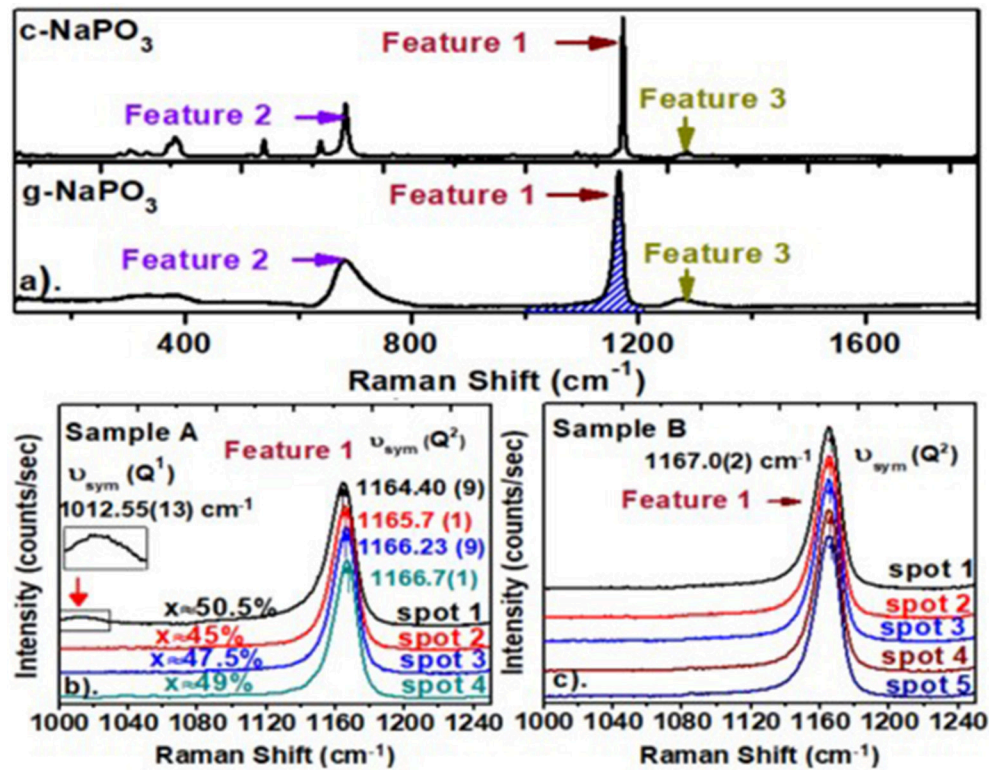 c-NaPO₃
Feature 1
Feature 2
Feature 3
g-NaPO₃
Feature 1
Feature 2
Feature 3
a).
400 800 1200 1600
Raman Shift (cm⁻¹)
Sample A
Feature 1
υsym (Q²)
υsym (Q¹)
1012.55(13) cm⁻¹
1164.40 (9)
1165.7 (1)
1166.23 (9)
1166.7(1)
x≈50.5%
spot 1
x≈45%
spot 2
x≈47.5%
spot 3
x≈49%
spot 4
b).
Intensity (counts/sec)
1000 1040 1080 1120 1160 1200 1240
Raman Shift (cm⁻¹)
Sample B
1167.0(2) cm⁻¹
υsym (Q²)
Feature 1
spot 1
spot 2
spot 3
spot 4
spot 5
c).
Intensity (counts/sec)
1000 1040 1080 1120 1160 1200 1240
Raman Shift (cm⁻¹)